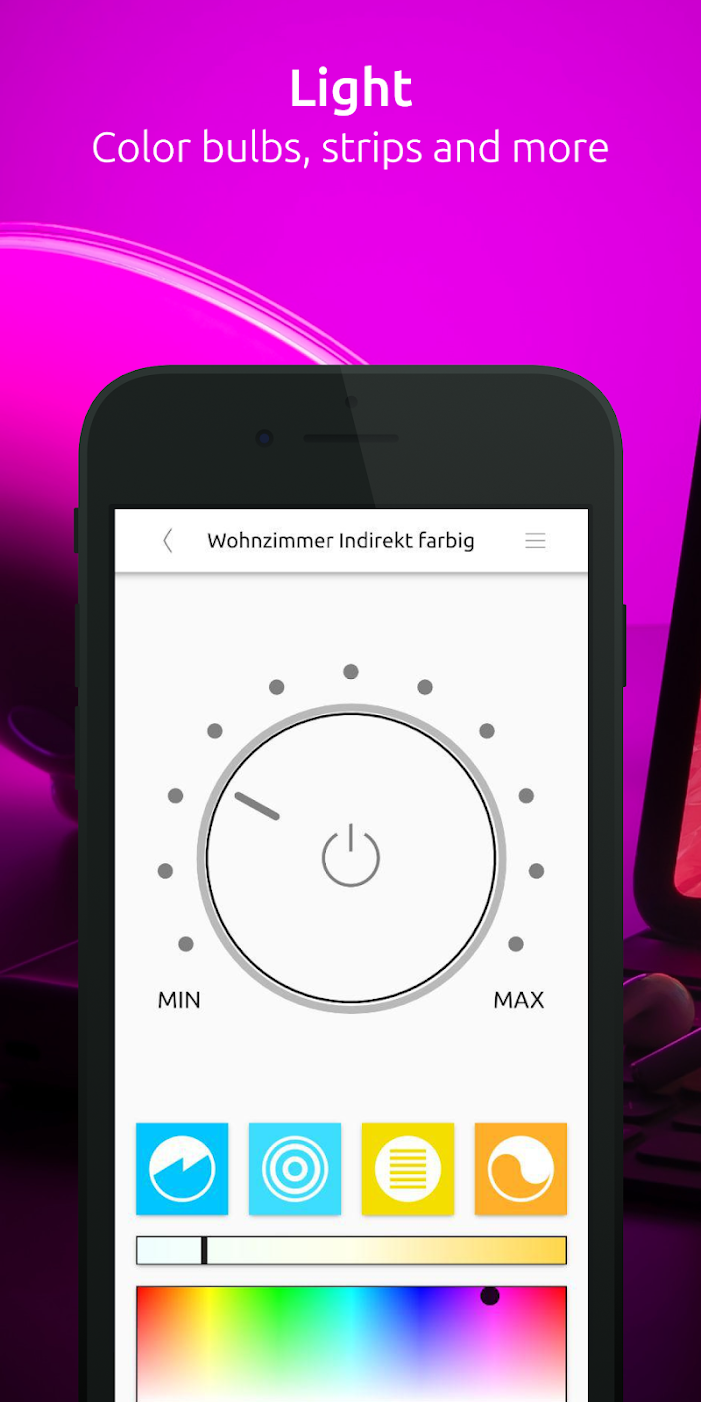 Light
Color bulbs, strips and more
Wohnzimmer Indirekt farbig
MIN
MAX